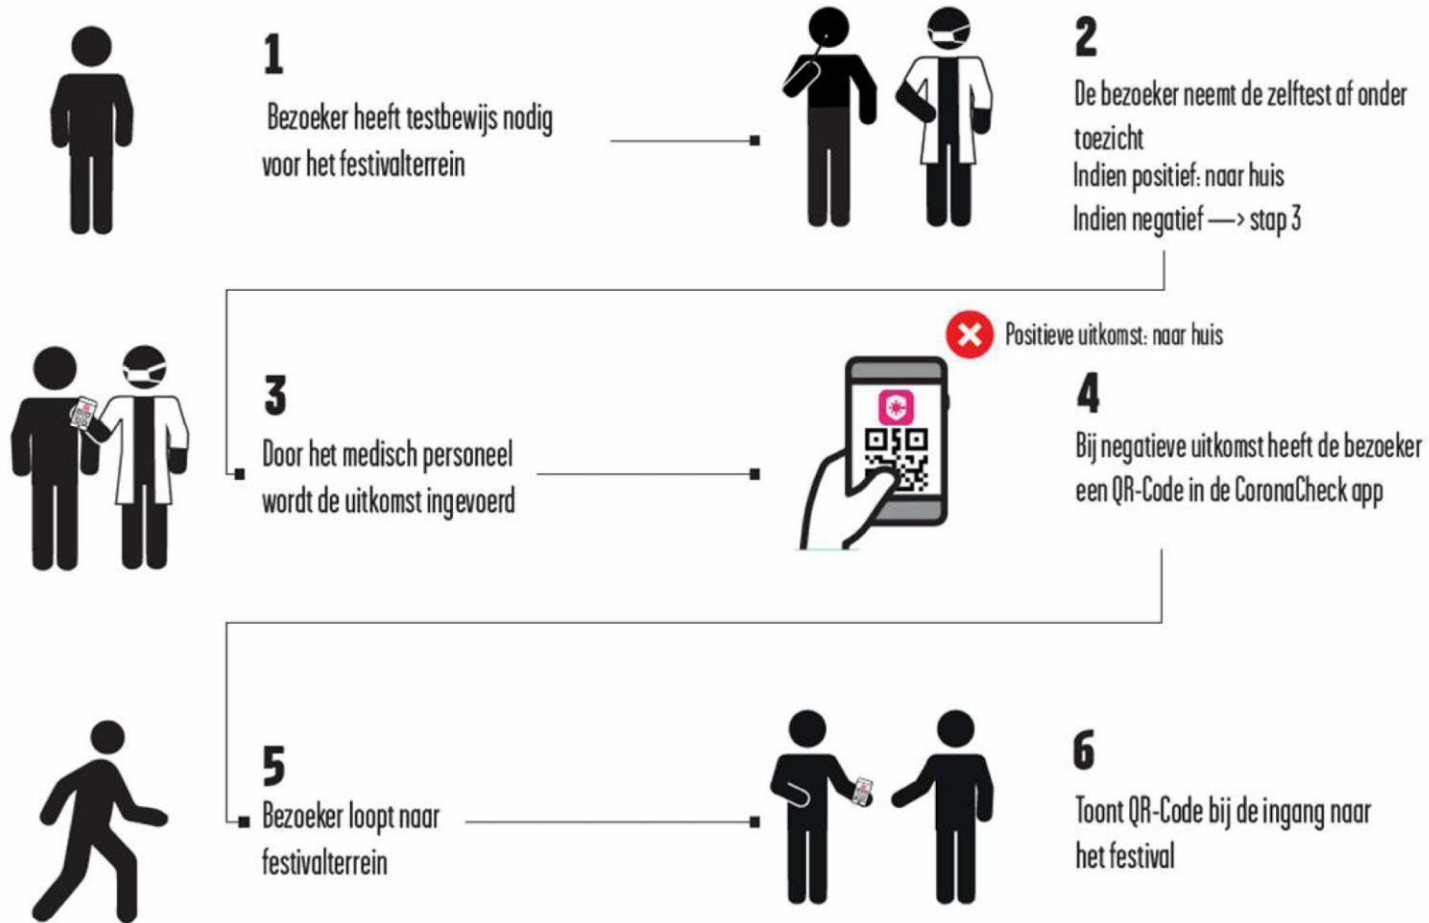 1
Bezoeker heeft testbewijs nodig
voor het festivalterrein
2
De bezoeker neemt de zelftest af onder
toezicht
Indien positief: naar huis
Indien negatief —> stap 3
3
Door het medisch personeel
wordt de uitkomst ingevoerd
Positieve uitkomst: naar huis
4
Bij negatieve uitkomst heeft de bezoeker
een QR-Code in de CoronaCheck app
5
Bezoeker loopt naar
festivalterrein
6
Toont QR-Code bij de ingang naar
het festival